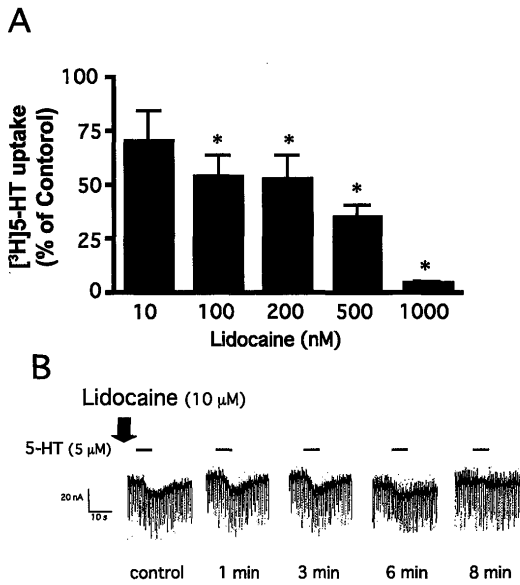 A
[³H]5-HT uptake
(% of Contorol)
100
75
50
25
0
* * * *
10 100 200 500 1000
Lidocaine (nM)
B
Lidocaine (10 μM)
5-HT (5 μM)
20 nA
10 s
control 1 min 3 min 6 min 8 min